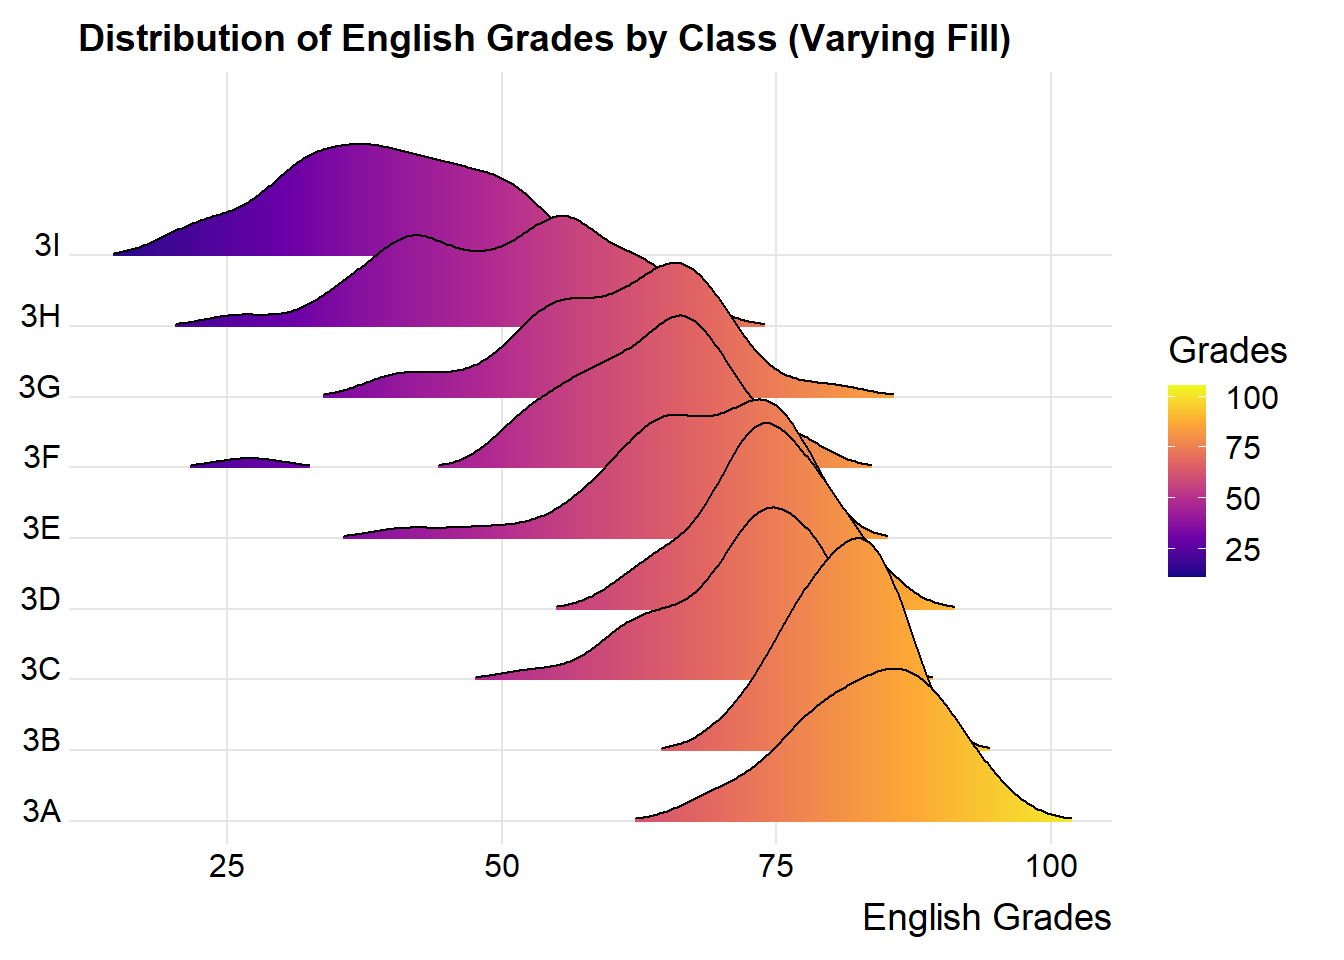 Distribution of English Grades by Class (Varying Fill)
3I
3H
3G
3F
3E
3D
3C
3B
3A
25 50 75 100
English Grades
Grades
100
75
50
25